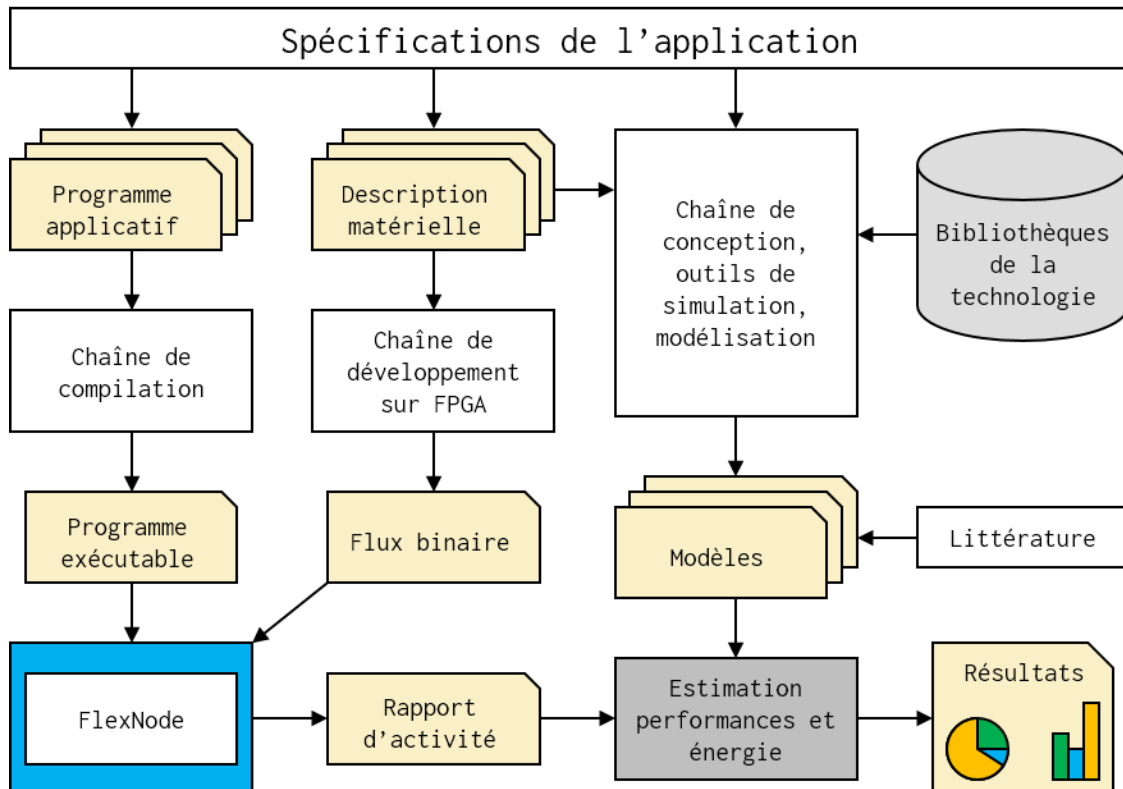 Spécifications de l'application
Programme
applicatif
Description
matérielle
Chaîne de
conception,
outils de
simulation,
modélisation
Bibliothèques
de la
technologie
Chaîne de
compilation
Chaîne de
développement
sur FPGA
Programme
exécutable
Flux binaire
Modèles
Littérature
FlexNode
Rapport
d'activité
Estimation
performances et
énergie
Résultats